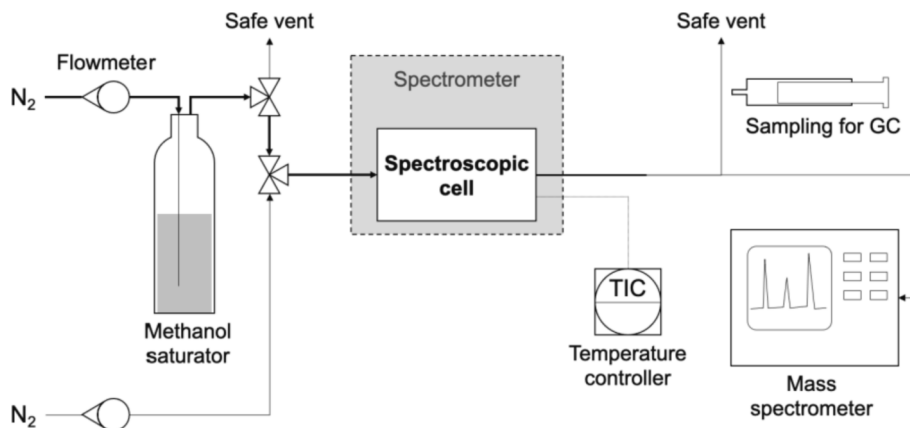 Safe vent
Safe vent
Flowmeter
Spectrometer
N₂
Sampling for GC
Spectroscopic
cell
TIC
Methanol
saturator
Temperature
controller
Mass
spectrometer
N₂